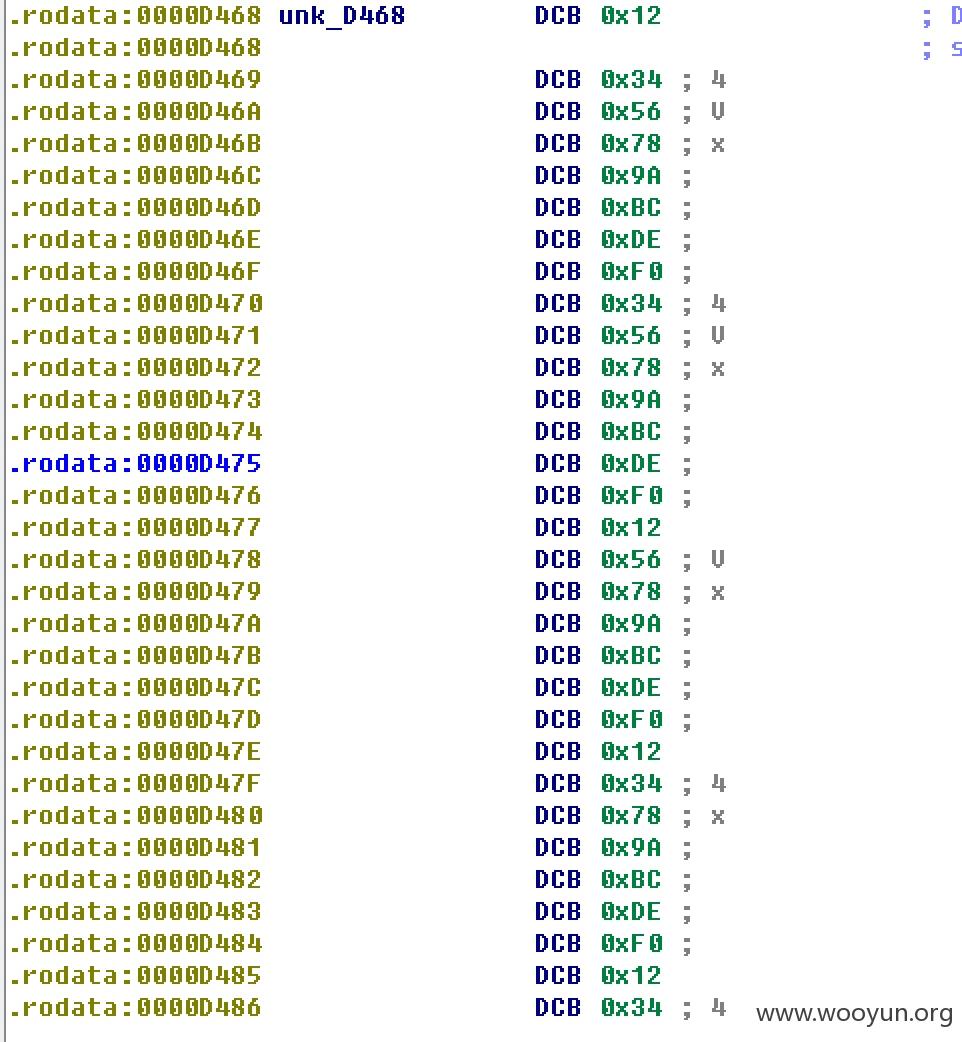 .rodata:0000D468 unk_D468 DCB 0x12 ; D
.rodata:0000D468 ; s
.rodata:0000D469 DCB 0x34 ; 4
.rodata:0000D46A DCB 0x56 ; V
.rodata:0000D46B DCB 0x78 ; x
.rodata:0000D46C DCB 0x9A ;
.rodata:0000D46D DCB 0xBC ;
.rodata:0000D46E DCB 0xDE ;
.rodata:0000D46F DCB 0xF0 ;
.rodata:0000D470 DCB 0x34 ; 4
.rodata:0000D471 DCB 0x56 ; V
.rodata:0000D472 DCB 0x78 ; x
.rodata:0000D473 DCB 0x9A ;
.rodata:0000D474 DCB 0xBC ;
.rodata:0000D475 DCB 0xDE ;
.rodata:0000D476 DCB 0xF0 ;
.rodata:0000D477 DCB 0x12
.rodata:0000D478 DCB 0x56 ; V
.rodata:0000D479 DCB 0x78 ; x
.rodata:0000D47A DCB 0x9A ;
.rodata:0000D47B DCB 0xBC ;
.rodata:0000D47C DCB 0xDE ;
.rodata:0000D47D DCB 0xF0 ;
.rodata:0000D47E DCB 0x12
.rodata:0000D47F DCB 0x34 ; 4
.rodata:0000D480 DCB 0x78 ; x
.rodata:0000D481 DCB 0x9A ;
.rodata:0000D482 DCB 0xBC ;
.rodata:0000D483 DCB 0xDE ;
.rodata:0000D484 DCB 0xF0 ;
.rodata:0000D485 DCB 0x12
.rodata:0000D486 DCB 0x34 ; 4
www.wooyun.org